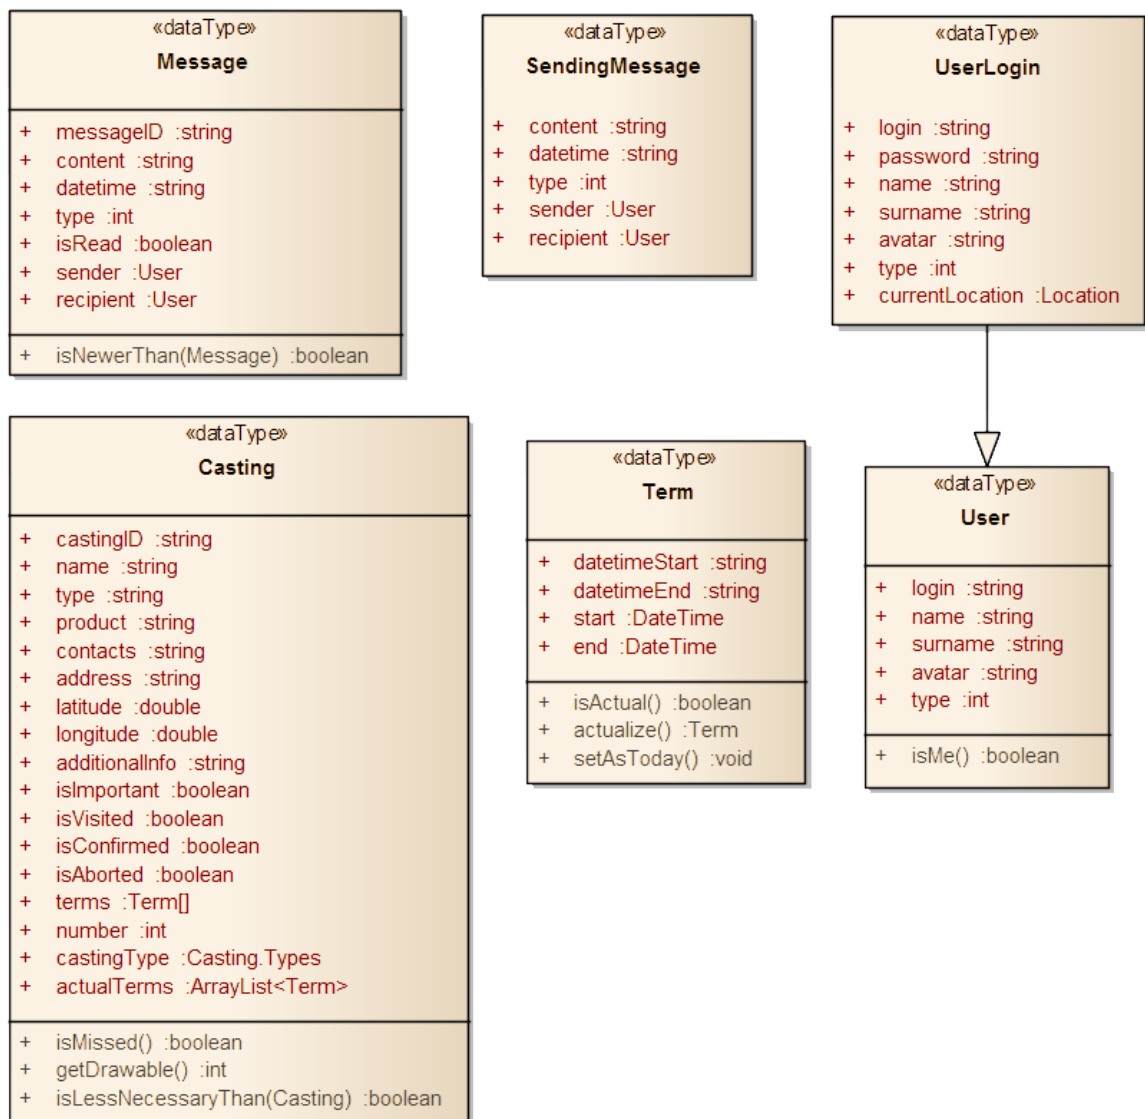 «dataType»
Message
+ messageID :string
+ content :string
+ datetime :string
+ type :int
+ isRead :boolean
+ sender :User
+ recipient :User
+ isNewerThan(Message) :boolean
«dataType»
SendingMessage
+ content :string
+ datetime :string
+ type :int
+ sender :User
+ recipient :User
«dataType»
UserLogin
+ login :string
+ password :string
+ name :string
+ surname :string
+ avatar :string
+ type :int
+ currentLocation :Location
«dataType»
Casting
+ castingID :string
+ name :string
+ type :string
+ product :string
+ contacts :string
+ address :string
+ latitude :double
+ longitude :double
+ additionalInfo :string
+ isImportant :boolean
+ isVisited :boolean
+ isConfirmed :boolean
+ isAborted :boolean
+ terms :Term[]
+ number :int
+ castingType :Casting.Types
+ actualTerms :ArrayList<Term>
+ isMissed() :boolean
+ getDrawable() :int
+ isLessNecessaryThan(Casting) :boolean
«dataType»
Term
+ datetimeStart :string
+ datetimeEnd :string
+ start :DateTime
+ end :DateTime
+ isActual() :boolean
+ actualize() :Term
+ setAsToday() :void
«dataType»
User
+ login :string
+ name :string
+ surname :string
+ avatar :string
+ type :int
+ isMe() :boolean